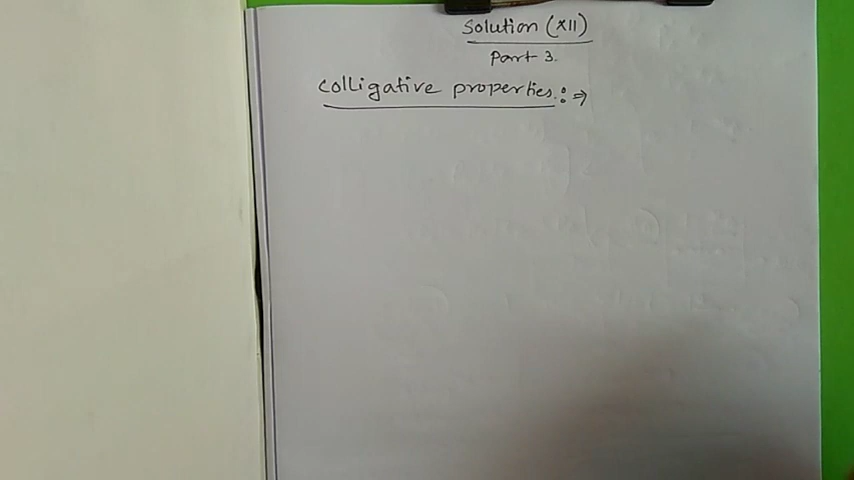 Solution (XII)
Part 3.
Colligative properties : ⇒